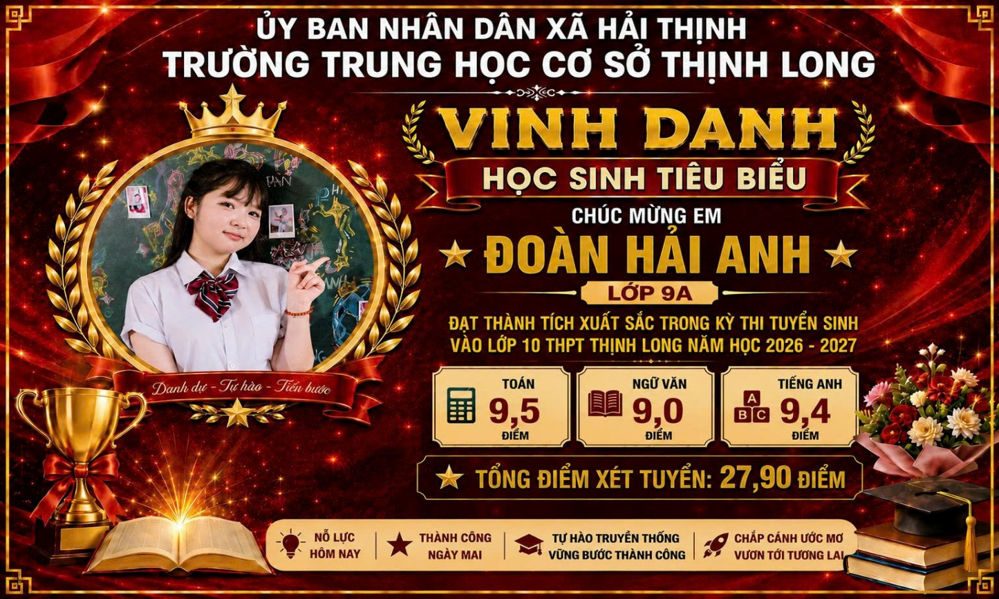 ỦY BAN NHÂN DÂN XÃ HẢI THỊNH
TRƯỜNG TRUNG HỌC CƠ SỞ THỊNH LONG
VINH DANH
HỌC SINH TIÊU BIỂU
CHÚC MỪNG EM
ĐOÀN HẢI ANH
LỚP 9A
ĐẠT THÀNH TÍCH XUẤT SẮC TRONG KỲ THI TUYỂN SINH
VÀO LỚP 10 THPT THỊNH LONG NĂM HỌC 2026 - 2027
Danh dự - Tự hào - Tiến bước
TOÁN
9,5
ĐIỂM
NGỮ VĂN
9,0
ĐIỂM
A
B C
TIẾNG ANH
9,4
ĐIỂM
TỔNG ĐIỂM XÉT TUYỂN: 27,90 ĐIỂM
NỖ LỰC
HÔM NAY
THÀNH CÔNG
NGÀY MAI
TỰ HÀO TRUYỀN THỐNG
VỮNG BƯỚC THÀNH CÔNG
CHẮP CÁNH ƯỚC MƠ
VƯƠN TỚI TƯƠNG LAI